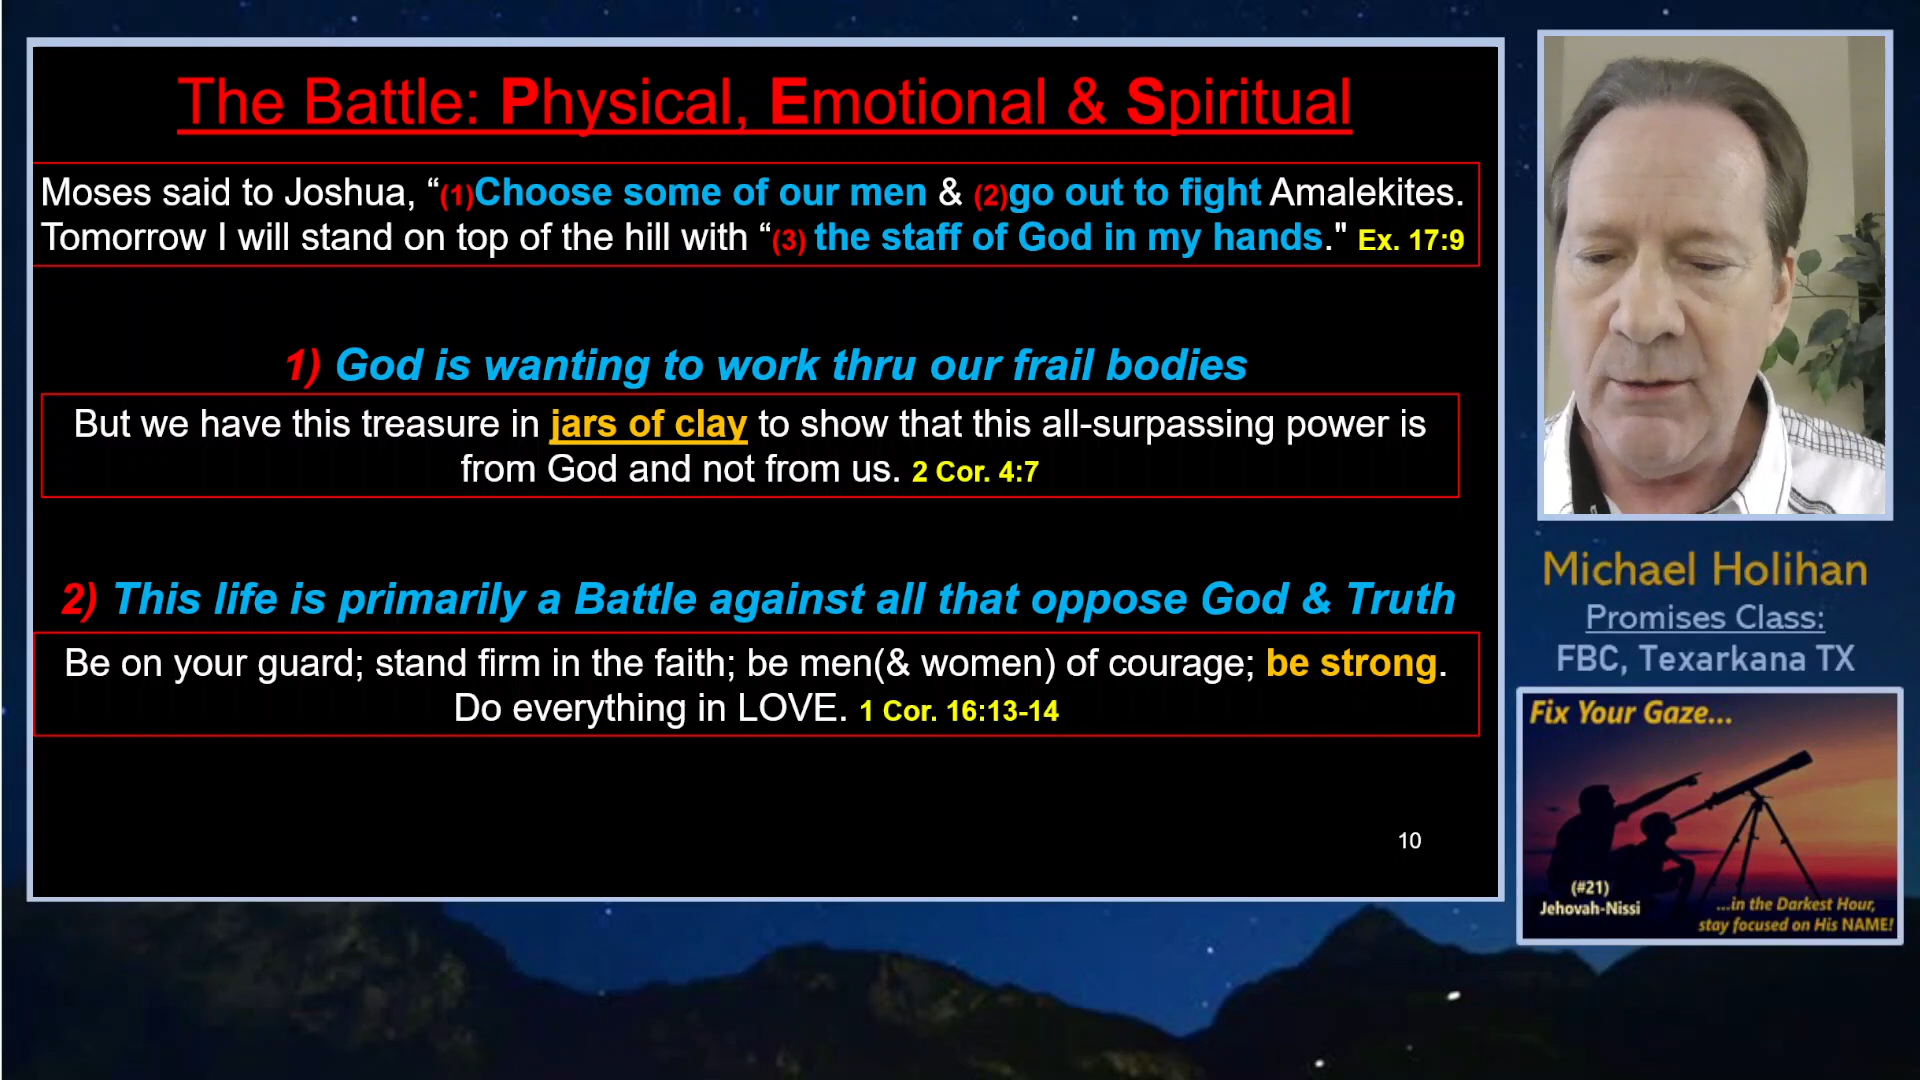 The Battle: Physical, Emotional & Spiritual
Moses said to Joshua, “(1)Choose some of our men & (2)go out to fight Amalekites.
Tomorrow I will stand on top of the hill with “(3) the staff of God in my hands." Ex. 17:9
1) God is wanting to work thru our frail bodies
But we have this treasure in jars of clay to show that this all-surpassing power is
from God and not from us. 2 Cor. 4:7
2) This life is primarily a Battle against all that oppose God & Truth
Be on your guard; stand firm in the faith; be men(& women) of courage; be strong.
Do everything in LOVE. 1 Cor. 16:13-14
10
Michael Holihan
Promises Class:
FBC, Texarkana TX
Fix Your Gaze...
(#21)
Jehovah-Nissi
...in the Darkest Hour,
stay focused on His NAME!